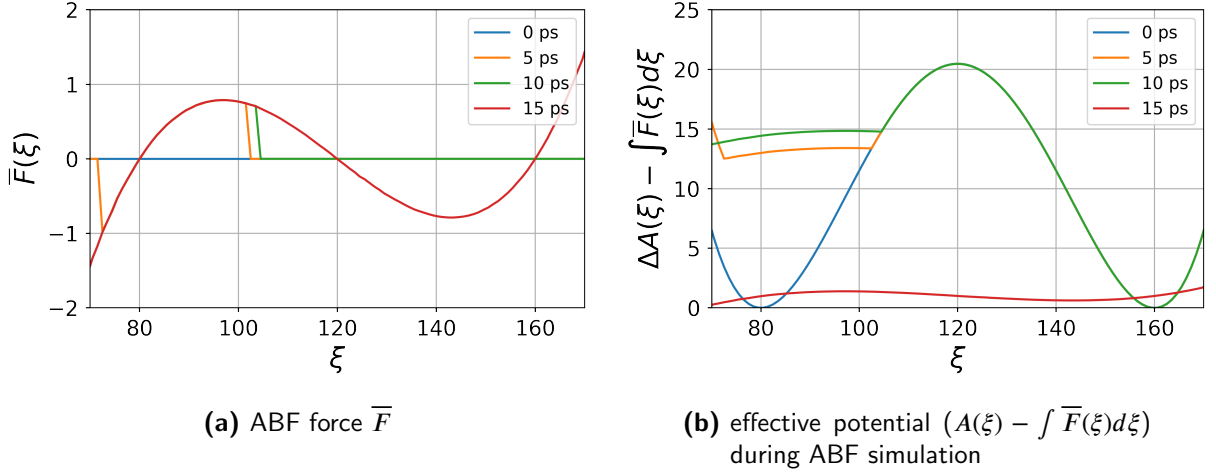 2
1
0
−1
−2
80
100
120
140
160
F̅(ξ)
ξ
0 ps
5 ps
10 ps
15 ps
25
20
15
10
5
0
80
100
120
140
160
ΔA(ξ) − ∫F̅(ξ)dξ
ξ
0 ps
5 ps
10 ps
15 ps
(a) ABF force F̅
(b) effective potential (A(ξ) − ∫ F̅(ξ)dξ)
during ABF simulation